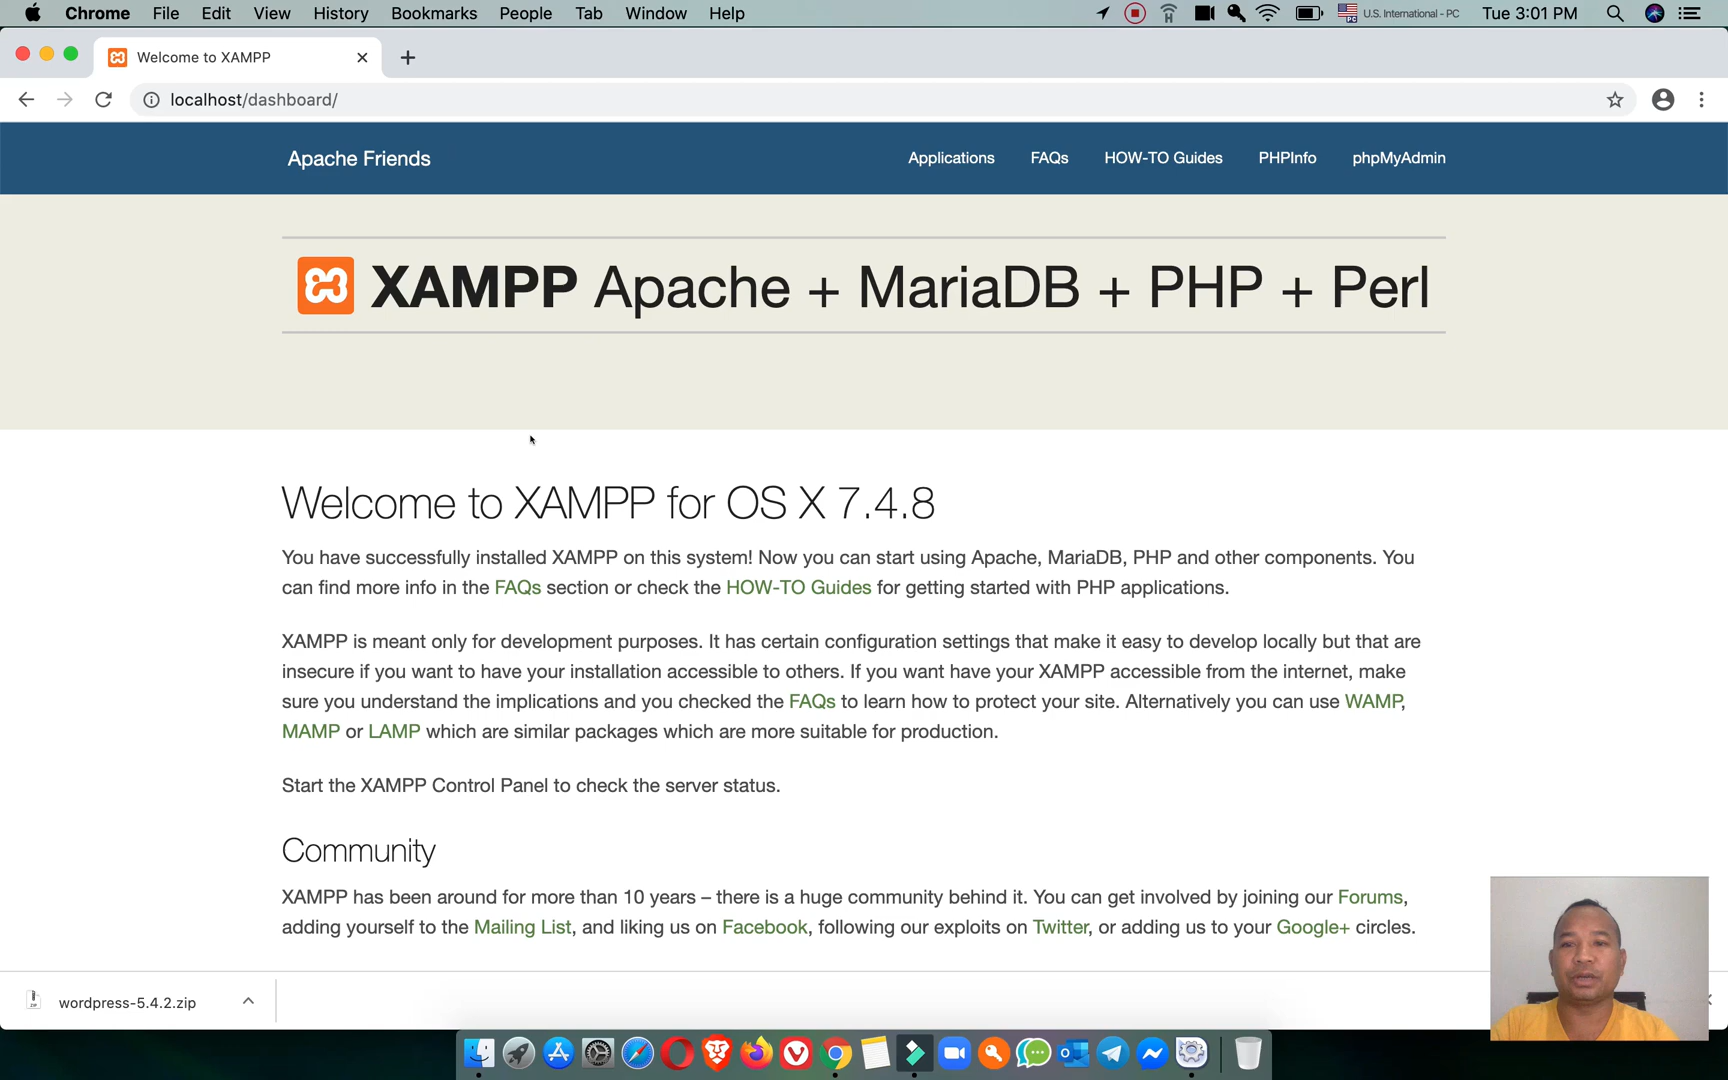 Chrome File Edit View History Bookmarks People Tab Window Help U.S. International - PC Tue 3:01 PM
Welcome to XAMPP
localhost/dashboard/
Apache Friends Applications FAQs HOW-TO Guides PHPInfo phpMyAdmin
XAMPP Apache + MariaDB + PHP + Perl
Welcome to XAMPP for OS X 7.4.8
You have successfully installed XAMPP on this system! Now you can start using Apache, MariaDB, PHP and other components. You
can find more info in the FAQs section or check the HOW-TO Guides for getting started with PHP applications.
XAMPP is meant only for development purposes. It has certain configuration settings that make it easy to develop locally but that are
insecure if you want to have your installation accessible to others. If you want have your XAMPP accessible from the internet, make
sure you understand the implications and you checked the FAQs to learn how to protect your site. Alternatively you can use WAMP,
MAMP or LAMP which are similar packages which are more suitable for production.
Start the XAMPP Control Panel to check the server status.
Community
XAMPP has been around for more than 10 years – there is a huge community behind it. You can get involved by joining our Forums,
adding yourself to the Mailing List, and liking us on Facebook, following our exploits on Twitter, or adding us to your Google+ circles.
wordpress-5.4.2.zip